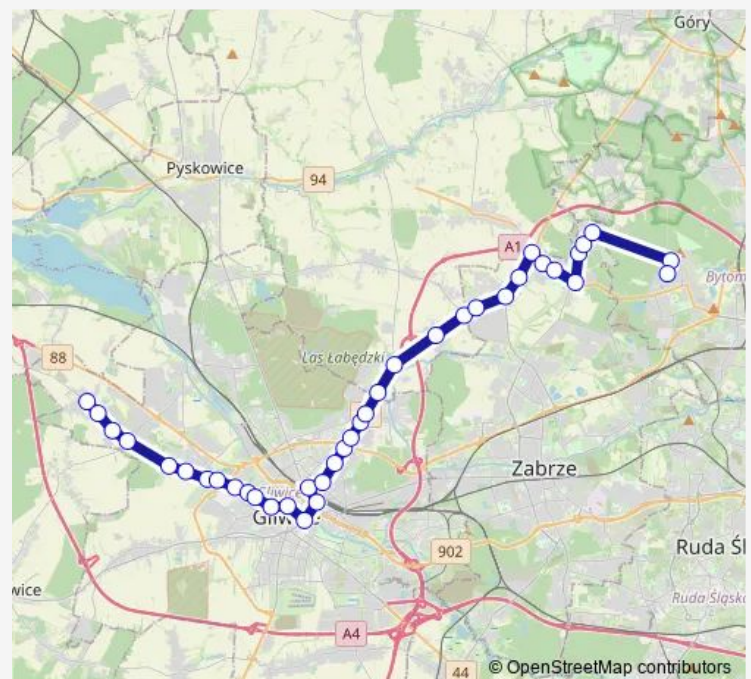 Góry
Pyskowice
94
A1
Bytom
Las Łabędzki
88
Zabrze
Gliwice
902
Ruda Śl
wice
Ruda Śląska
A4
44
© OpenStreetMap contributors